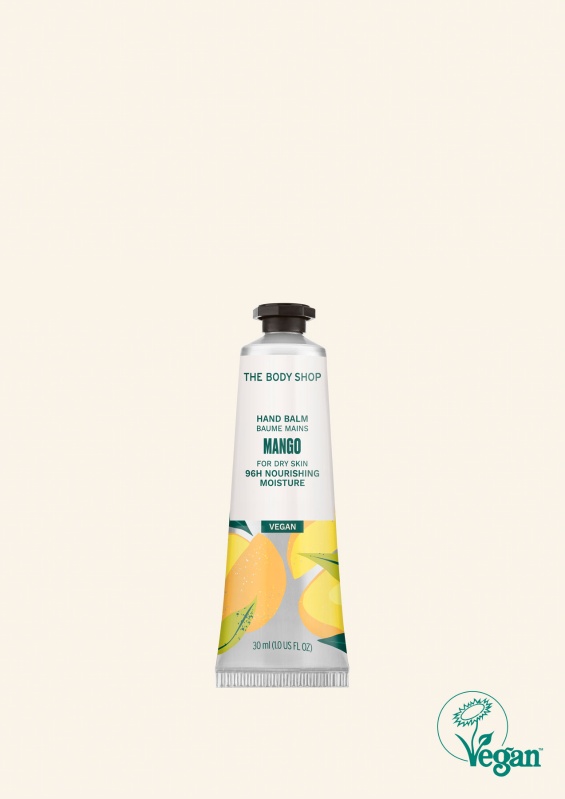 THE BODY SHOP
HAND BALM
BAUME MAINS
MANGO
FOR DRY SKIN
96H NOURISHING
MOISTURE
VEGAN
30 ml (1.0 US FL OZ)
Vegan™